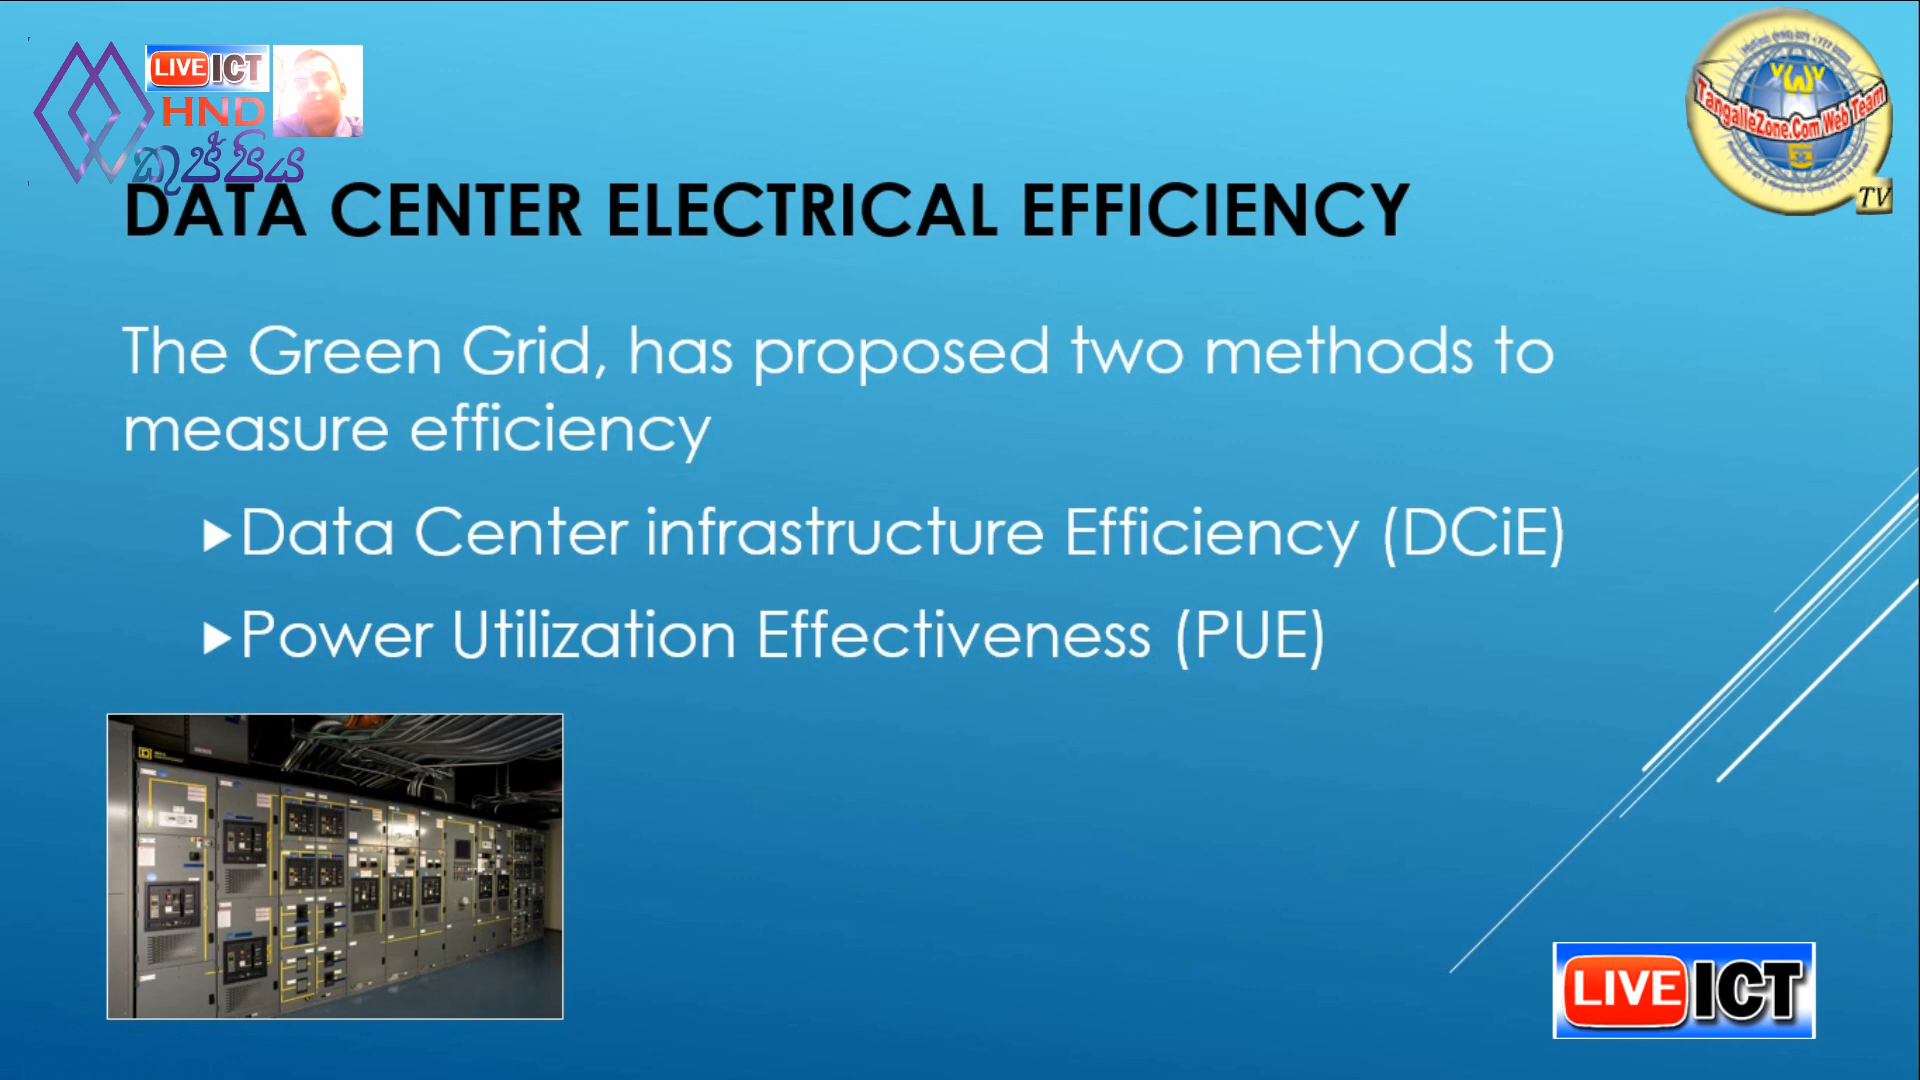 LIVE ICT
HND
කුප්පිය
TangalleZone.Com Web Team
TV
DATA CENTER ELECTRICAL EFFICIENCY
The Green Grid, has proposed two methods to
measure efficiency
▶Data Center infrastructure Efficiency (DCiE)
▶Power Utilization Effectiveness (PUE)
LIVE ICT